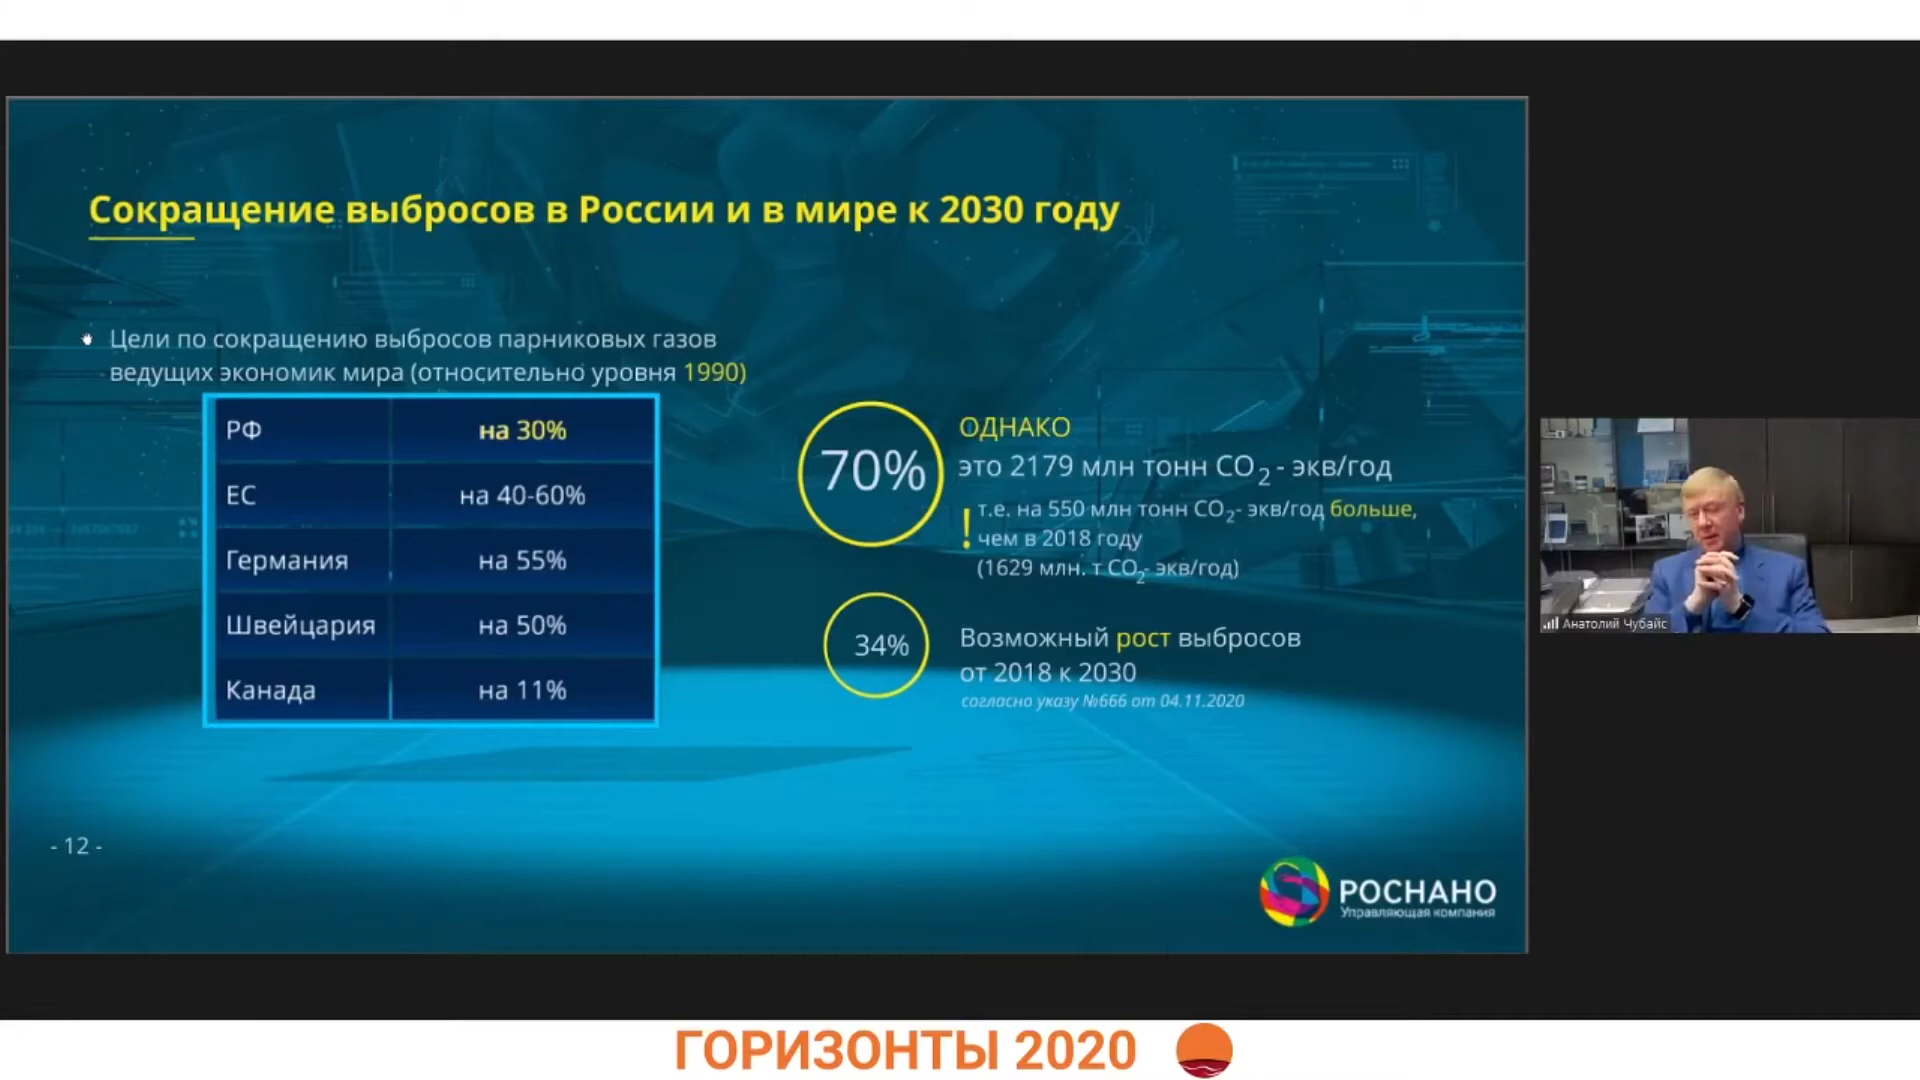 Сокращение выбросов в России и в мире к 2030 году
Цели по сокращению выбросов парниковых газов
ведущих экономик мира (относительно уровня 1990)
РФ на 30%
ЕС на 40-60%
Германия на 55%
Швейцария на 50%
Канада на 11%
70%
ОДНАКО
это 2179 млн тонн CO2 - экв/год
! т.е. на 550 млн тонн CO2- экв/год больше,
чем в 2018 году
(1629 млн. т CO2- экв/год)
34%
Возможный рост выбросов
от 2018 к 2030
согласно указу №666 от 04.11.2020
- 12 -
РОСНАНО
Управляющая компания
Анатолий Чубайс
ГОРИЗОНТЫ 2020